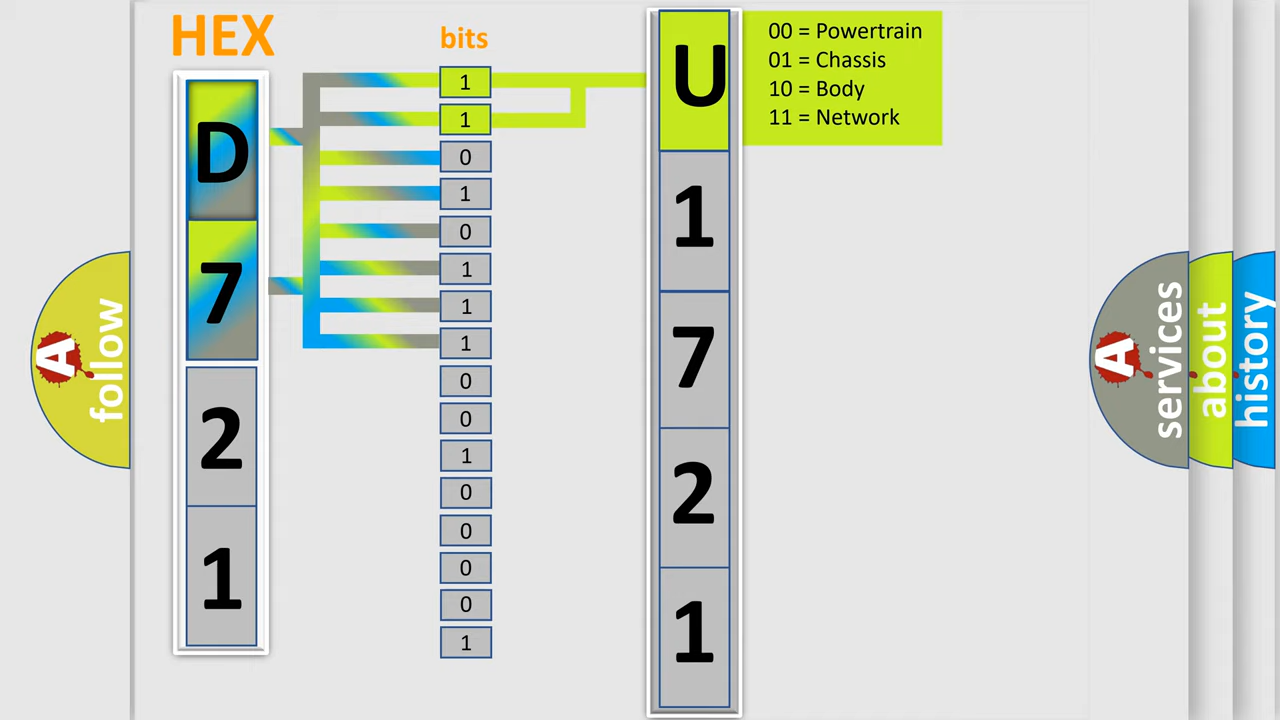 HEX
bits
D
7
2
1
1
1
0
1
0
1
1
1
0
0
1
0
0
0
0
1
U
1
7
2
1
00 = Powertrain
01 = Chassis
10 = Body
11 = Network
A
follow
A
services
about
history